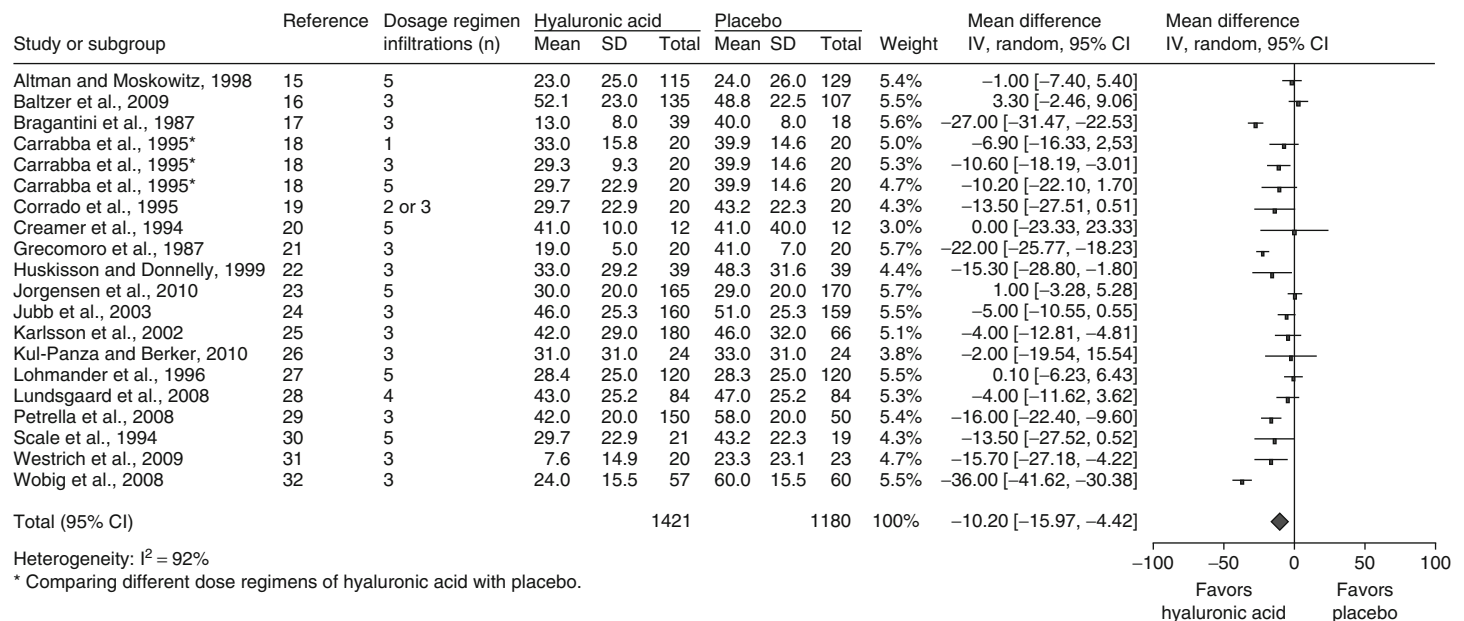 Reference Dosage regimen Hyaluronic acid Placebo Mean difference Mean difference
Study or subgroup infiltrations (n) Mean SD Total Mean SD Total Weight IV, random, 95% CI IV, random, 95% CI
Altman and Moskowitz, 1998 15 5 23.0 25.0 115 24.0 26.0 129 5.4% −1.00 [−7.40, 5.40]
Baltzer et al., 2009 16 3 52.1 23.0 135 48.8 22.5 107 5.5% 3.30 [−2.46, 9.06]
Bragantini et al., 1987 17 3 13.0 8.0 39 40.0 8.0 18 5.6% −27.00 [−31.47, −22.53]
Carrabba et al., 1995* 18 1 33.0 15.8 20 39.9 14.6 20 5.0% −6.90 [−16.33, 2,53]
Carrabba et al., 1995* 18 3 29.3 9.3 20 39.9 14.6 20 5.3% −10.60 [−18.19, −3.01]
Carrabba et al., 1995* 18 5 29.7 22.9 20 39.9 14.6 20 4.7% −10.20 [−22.10, 1.70]
Corrado et al., 1995 19 2 or 3 29.7 22.9 20 43.2 22.3 20 4.3% −13.50 [−27.51, 0.51]
Creamer et al., 1994 20 5 41.0 10.0 12 41.0 40.0 12 3.0% 0.00 [−23.33, 23.33]
Grecomoro et al., 1987 21 3 19.0 5.0 20 41.0 7.0 20 5.7% −22.00 [−25.77, −18.23]
Huskisson and Donnelly, 1999 22 3 33.0 29.2 39 48.3 31.6 39 4.4% −15.30 [−28.80, −1.80]
Jorgensen et al., 2010 23 5 30.0 20.0 165 29.0 20.0 170 5.7% 1.00 [−3.28, 5.28]
Jubb et al., 2003 24 3 46.0 25.3 160 51.0 25.3 159 5.5% −5.00 [−10.55, 0.55]
Karlsson et al., 2002 25 3 42.0 29.0 180 46.0 32.0 66 5.1% −4.00 [−12.81, −4.81]
Kul-Panza and Berker, 2010 26 3 31.0 31.0 24 33.0 31.0 24 3.8% −2.00 [−19.54, 15.54]
Lohmander et al., 1996 27 5 28.4 25.0 120 28.3 25.0 120 5.5% 0.10 [−6.23, 6.43]
Lundsgaard et al., 2008 28 4 43.0 25.2 84 47.0 25.2 84 5.3% −4.00 [−11.62, 3.62]
Petrella et al., 2008 29 3 42.0 20.0 150 58.0 20.0 50 5.4% −16.00 [−22.40, −9.60]
Scale et al., 1994 30 5 29.7 22.9 21 43.2 22.3 19 4.3% −13.50 [−27.52, 0.52]
Westrich et al., 2009 31 3 7.6 14.9 20 23.3 23.1 23 4.7% −15.70 [−27.18, −4.22]
Wobig et al., 2008 32 3 24.0 15.5 57 60.0 15.5 60 5.5% −36.00 [−41.62, −30.38]
Total (95% CI) 1421 1180 100% −10.20 [−15.97, −4.42]
Heterogeneity: I² = 92%
* Comparing different dose regimens of hyaluronic acid with placebo.
−100 −50 0 50 100
Favors Favors
hyaluronic acid placebo